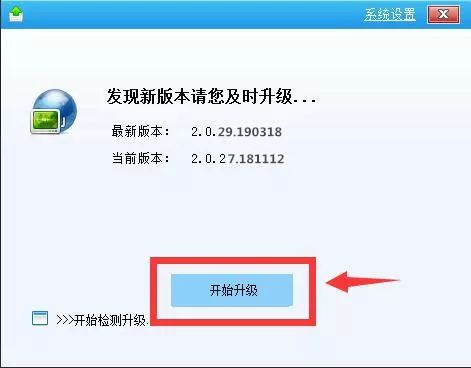 系统设置
发现新版本请您及时升级...
最新版本： 2.0.29.190318
当前版本： 2.0.27.181112
开始升级
>>>开始检测升级.